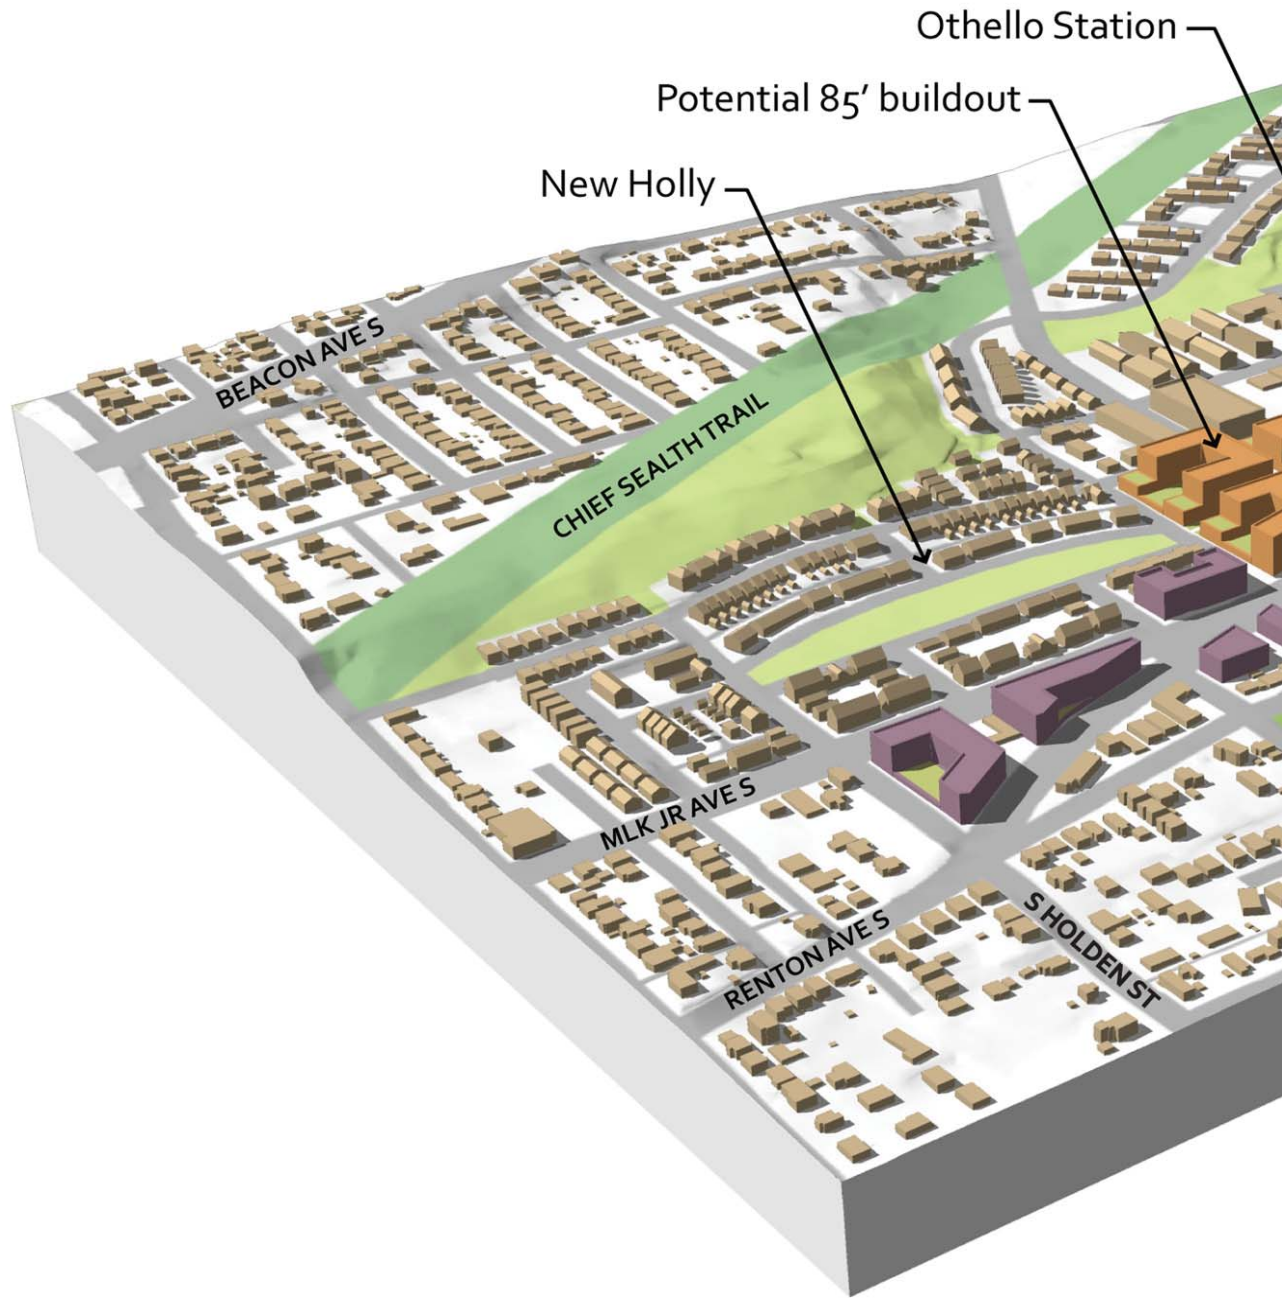 Othello Station
Potential 85’ buildout
New Holly
BEACON AVE S
CHIEF SEALTH TRAIL
MLK JR AVE S
RENTON AVE S
S HOLDEN ST